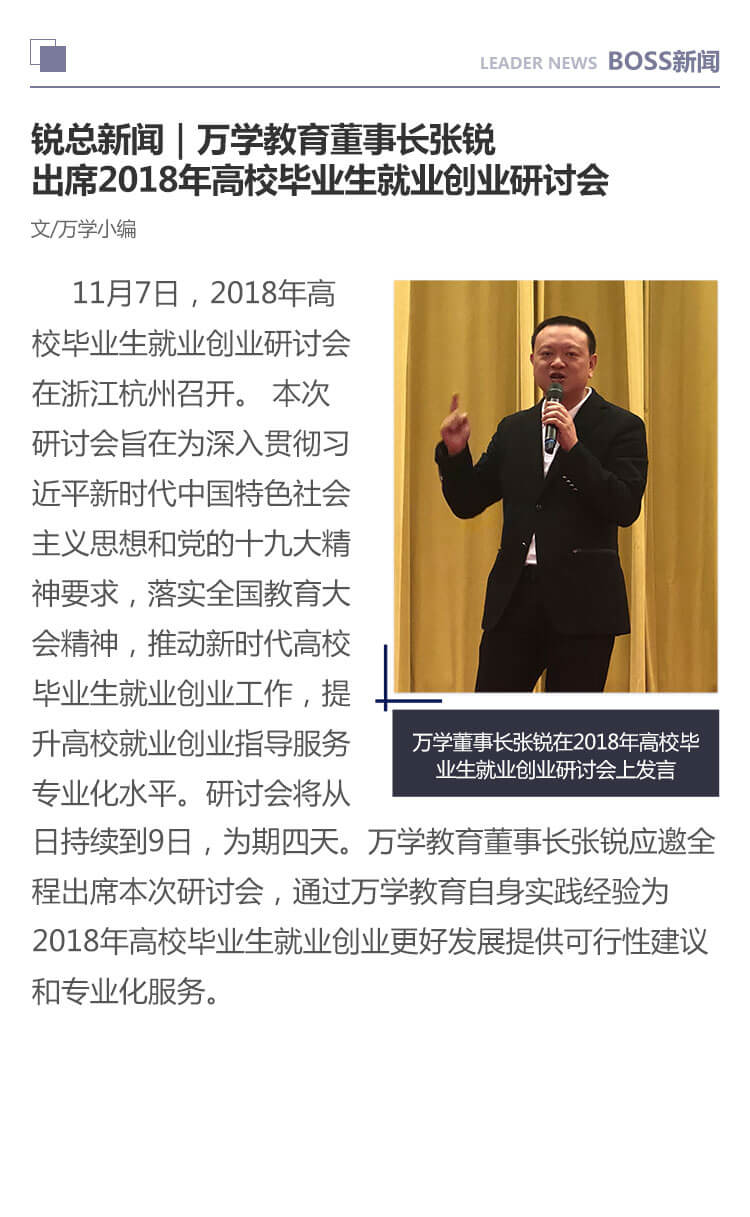 LEADER NEWS BOSS新闻
锐总新闻｜万学教育董事长张锐
出席2018年高校毕业生就业创业研讨会
文/万学小编
11月7日，2018年高
校毕业生就业创业研讨会
在浙江杭州召开。 本次
研讨会旨在为深入贯彻习
近平新时代中国特色社会
主义思想和党的十九大精
神要求，落实全国教育大
会精神，推动新时代高校
毕业生就业创业工作，提
升高校就业创业指导服务
专业化水平。研讨会将从
日持续到9日，为期四天。万学教育董事长张锐应邀全
程出席本次研讨会，通过万学教育自身实践经验为
2018年高校毕业生就业创业更好发展提供可行性建议
和专业化服务。
万学董事长张锐在2018年高校毕
业生就业创业研讨会上发言